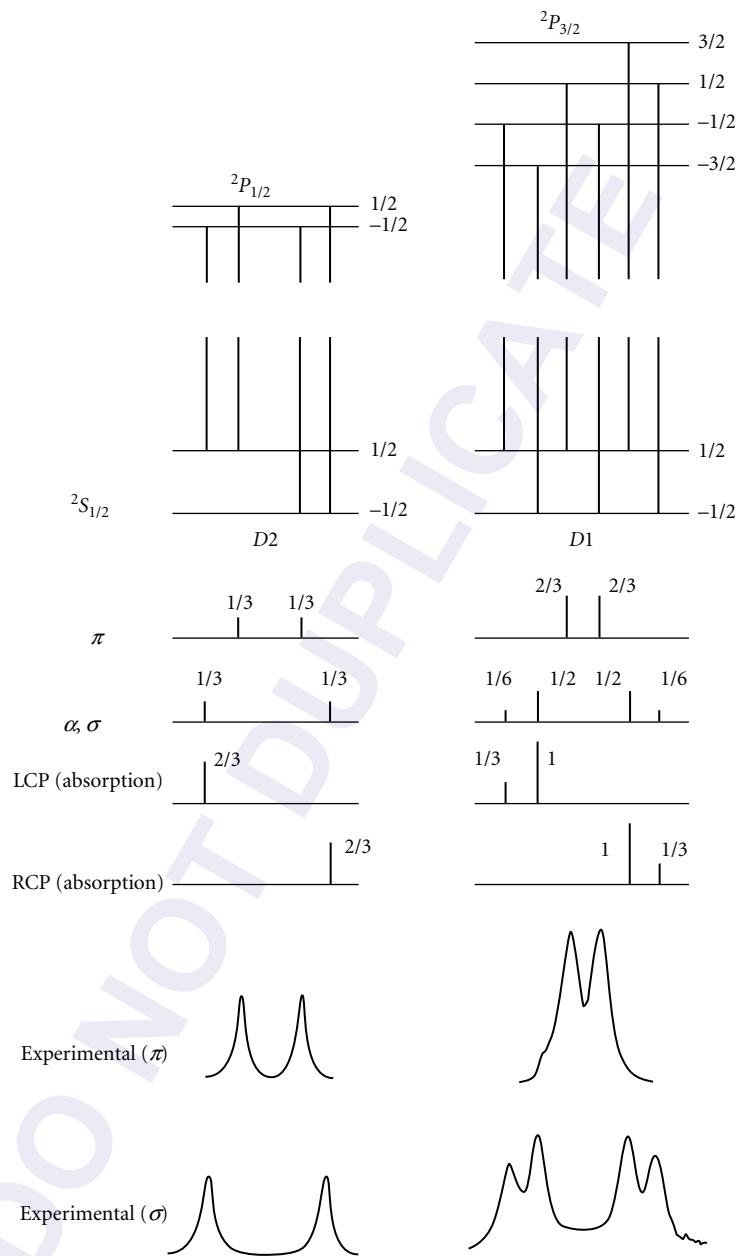 ²P₃/₂
3/2
1/2
−1/2
−3/2
²P₁/₂
1/2
−1/2
1/2
1/2
²S₁/₂
−1/2
−1/2
D2
D1
π
1/3
1/3
2/3
2/3
α, σ
1/3
1/3
1/6
1/2
1/2
1/6
LCP (absorption)
2/3
1/3
1
RCP (absorption)
2/3
1
1/3
Experimental (π)
Experimental (σ)
DO NOT DUPLICATE